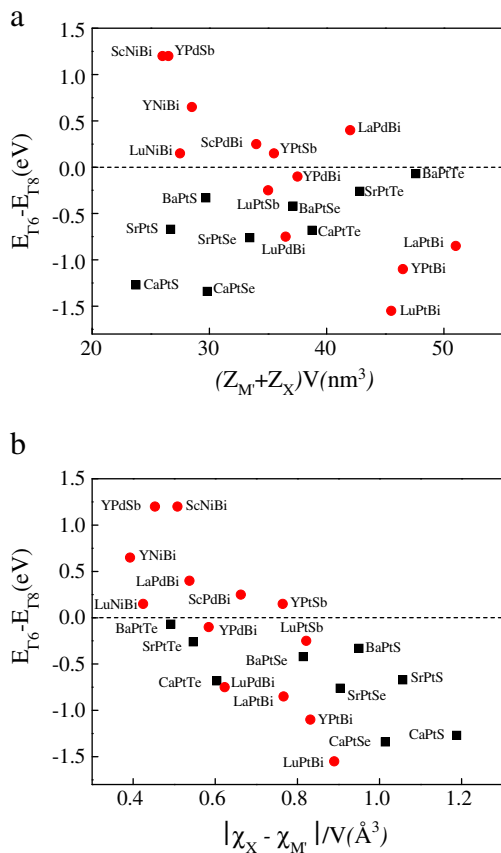 a
1.5
1.0
0.5
0.0
-0.5
-1.0
-1.5
E_Γ6-E_Γ8(eV)
ScNiBi
YPdSb
YNiBi
LaPdBi
ScPdBi
YPtSb
LuNiBi
BaPtTe
YPdBi
SrPtTe
BaPtS
LuPtSb
BaPtSe
SrPtS
CaPtTe
SrPtSe
LuPdBi
LaPtBi
YPtBi
CaPtS
CaPtSe
LuPtBi
20 30 40 50
(Z_M'+Z_X)V(nm³)
b
1.5
1.0
0.5
0.0
-0.5
-1.0
-1.5
E_Γ6-E_Γ8(eV)
YPdSb
ScNiBi
YNiBi
LaPdBi
ScPdBi
LuNiBi
YPtSb
BaPtTe
YPdBi
LuPtSb
SrPtTe
BaPtS
BaPtSe
CaPtTe
LuPdBi
SrPtS
LaPtBi
SrPtSe
YPtBi
CaPtSe
CaPtS
LuPtBi
0.4 0.6 0.8 1.0 1.2
|χ_X - χ_M'|/V(Å³)